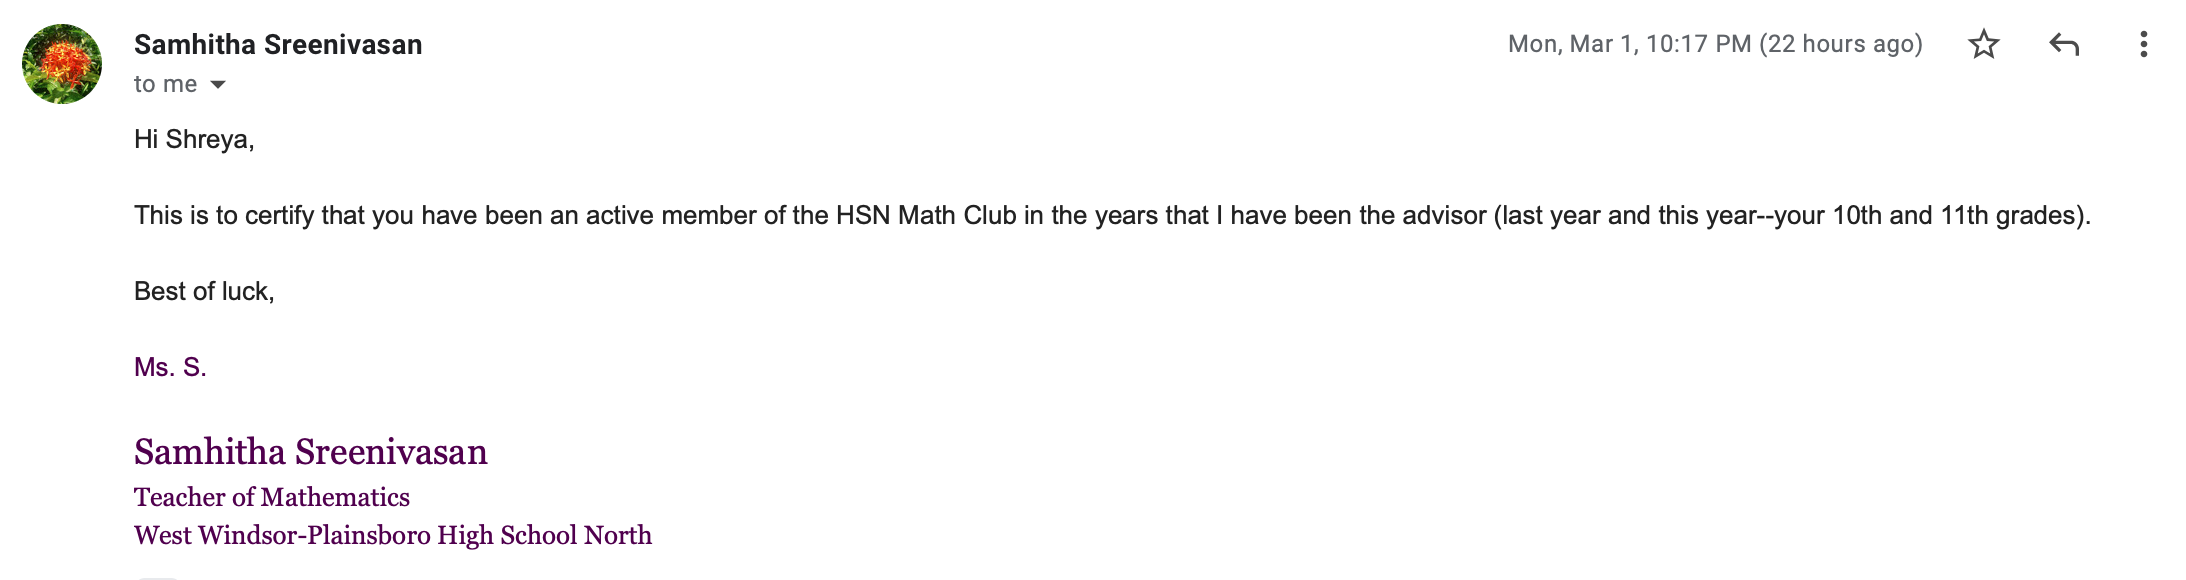 Samhitha Sreenivasan
Mon, Mar 1, 10:17 PM (22 hours ago)
to me
Hi Shreya,
This is to certify that you have been an active member of the HSN Math Club in the years that I have been the advisor (last year and this year--your 10th and 11th grades).
Best of luck,
Ms. S.
Samhitha Sreenivasan
Teacher of Mathematics
West Windsor-Plainsboro High School North